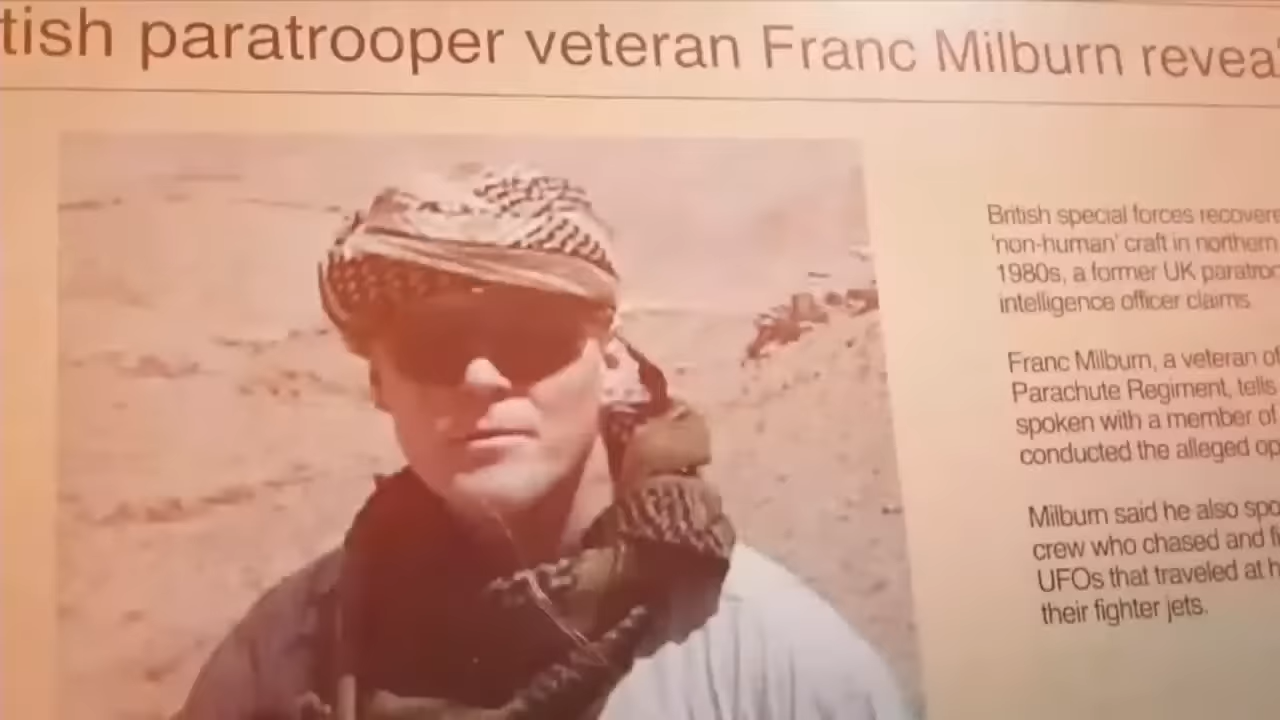 tish paratrooper veteran Franc Milburn revea
British special forces recovere
'non-human' craft in northern
1980s, a former UK paratroo
intelligence officer claims
Franc Milburn, a veteran of
Parachute Regiment, tells
spoken with a member of
conducted the alleged op
Milburn said he also spo
crew who chased and fi
UFOs that traveled at h
their fighter jets.